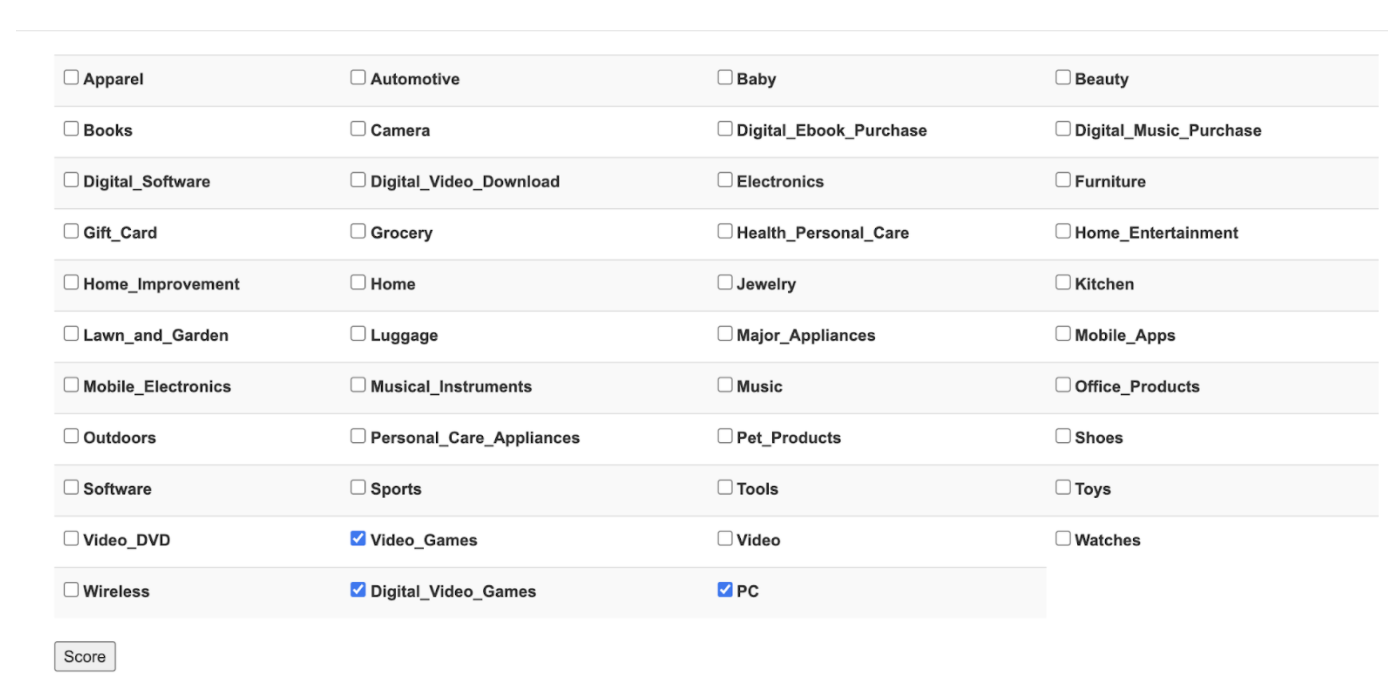 Apparel Automotive Baby Beauty
Books Camera Digital_Ebook_Purchase Digital_Music_Purchase
Digital_Software Digital_Video_Download Electronics Furniture
Gift_Card Grocery Health_Personal_Care Home_Entertainment
Home_Improvement Home Jewelry Kitchen
Lawn_and_Garden Luggage Major_Appliances Mobile_Apps
Mobile_Electronics Musical_Instruments Music Office_Products
Outdoors Personal_Care_Appliances Pet_Products Shoes
Software Sports Tools Toys
Video_DVD Video_Games Video Watches
Wireless Digital_Video_Games PC
Score